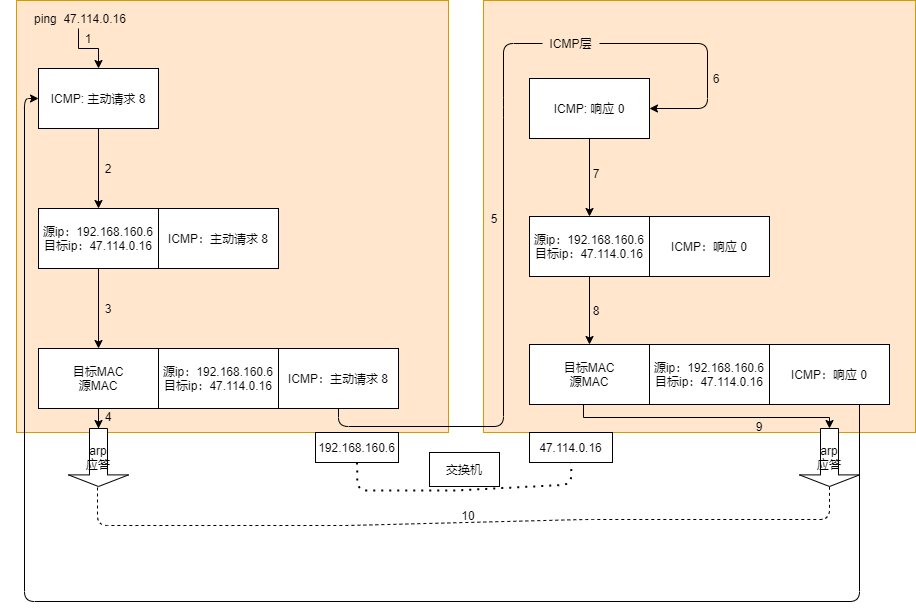 ping 47.114.0.16
1
ICMP: 主动请求 8
2
源ip：192.168.160.6
目标ip：47.114.0.16
ICMP：主动请求 8
3
目标MAC
源MAC
源ip：192.168.160.6
目标ip：47.114.0.16
ICMP：主动请求 8
4
arp
应答
192.168.160.6
交换机
5
ICMP层
6
ICMP: 响应 0
7
源ip：192.168.160.6
目标ip：47.114.0.16
ICMP：响应 0
8
目标MAC
源MAC
源ip：192.168.160.6
目标ip：47.114.0.16
ICMP：响应 0
9
47.114.0.16
arp
应答
10